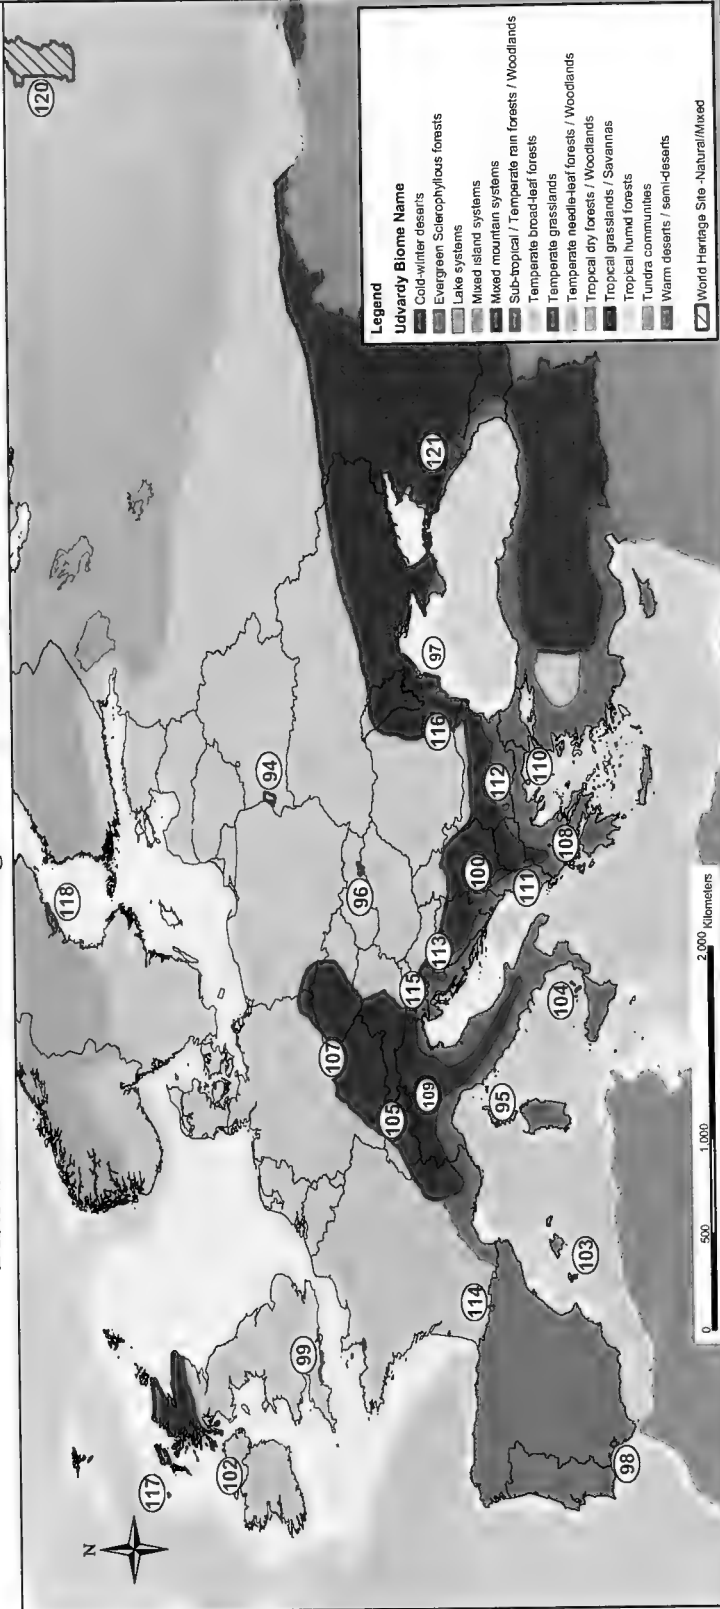 N
117
102
99
98
114
103
95
104
105
109
107
115
113
96
100
111
108
112
110
116
97
94
118
121
120
0
500
1,000
2,000
Kilometers
Legend
Udvardy Biome Name
Cold-winter deserts
Evergreen Sclerophyllous forests
Lake systems
Mixed island systems
Mixed mountain systems
Sub-tropical / Temperate rain forests / Woodlands
Temperate broad-leaf forests
Temperate grasslands
Temperate needle-leaf forests / Woodlands
Tropical dry forests / Woodlands
Tropical grasslands / Savannas
Tropical humid forests
Tundra communities
Warm deserts / semi-deserts
World Heritage Site -Natural/Mixed